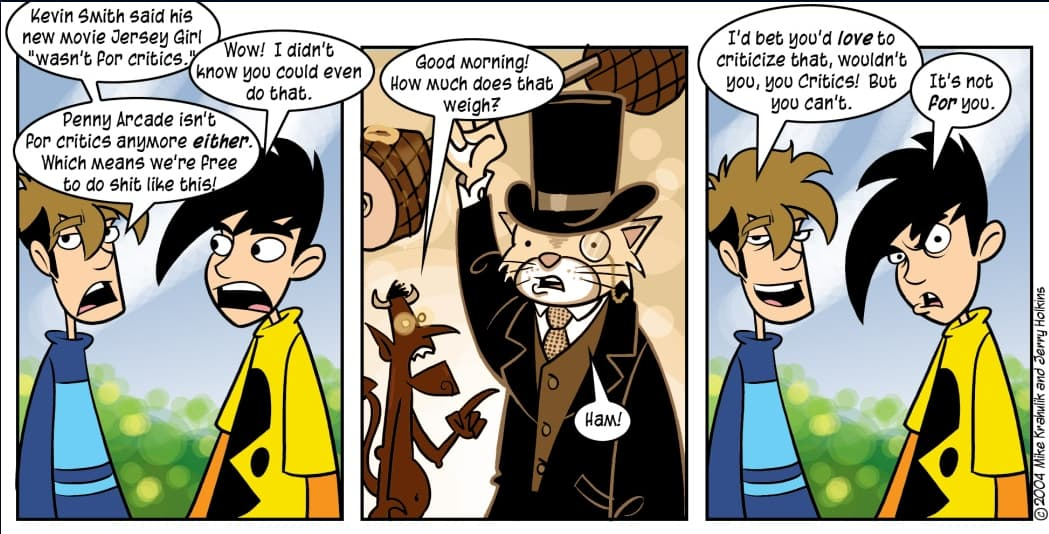 Kevin Smith said his
new movie Jersey Girl
"wasn't for critics."
Wow! I didn't
know you could even
do that.
Penny Arcade isn't
for critics anymore either.
Which means we're free
to do shit like this!
Good morning!
How much does that
weigh?
Ham!
I'd bet you'd love to
criticize that, wouldn't
you, you Critics! But
you can't.
It's not
for you.
© 2004 Mike Krahulik and Jerry Holkins